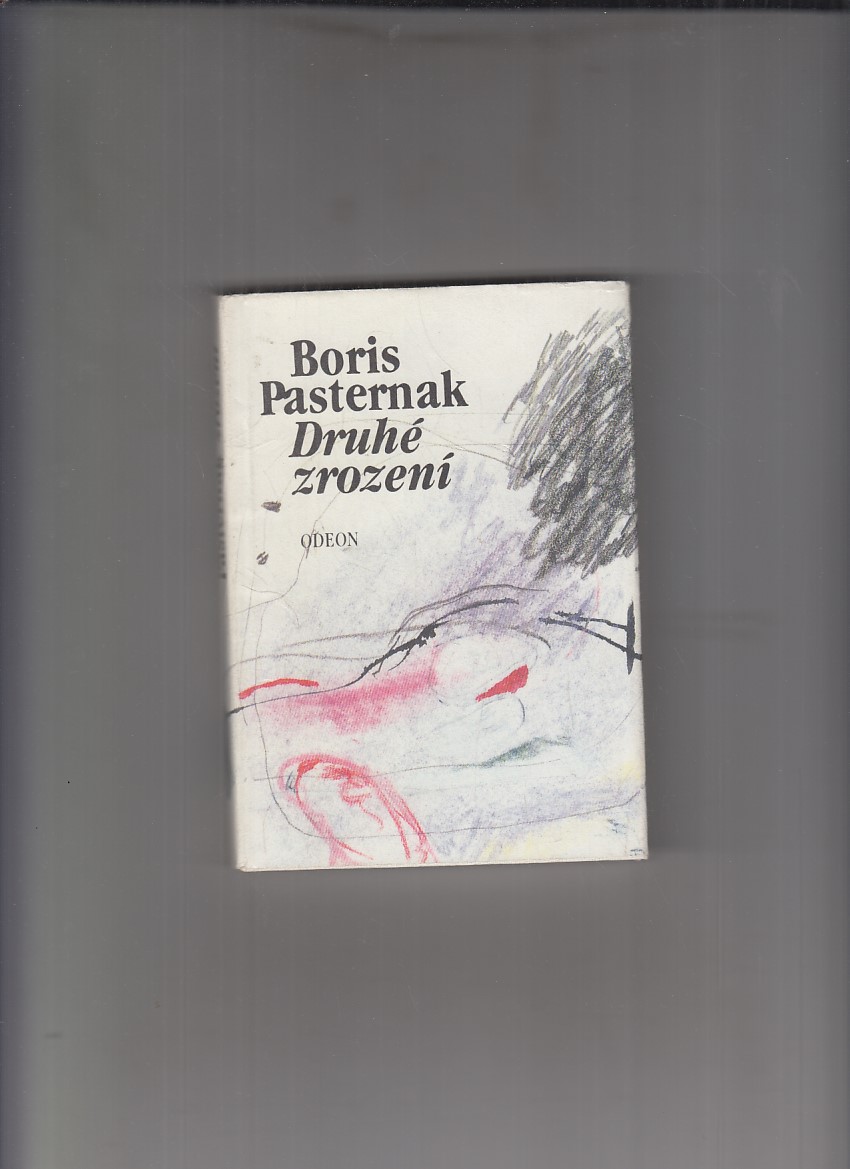 Boris
Pasternak
Druhé
zrození
ODEON